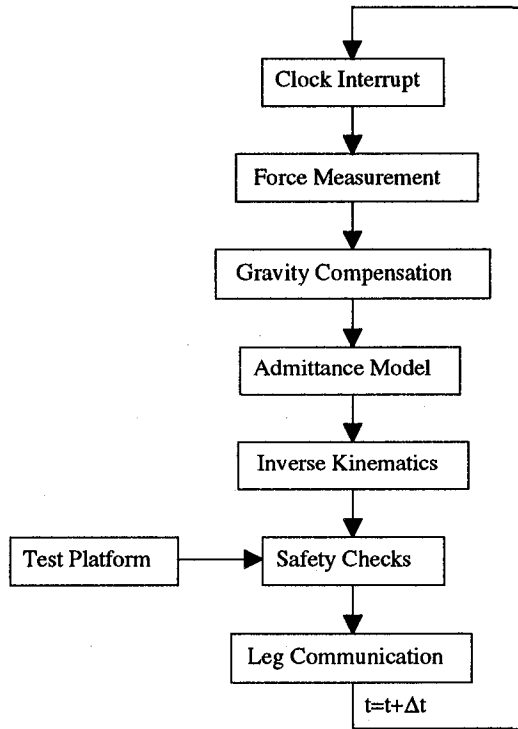 Clock Interrupt
Force Measurement
Gravity Compensation
Admittance Model
Inverse Kinematics
Test Platform
Safety Checks
Leg Communication
t=t+Δt